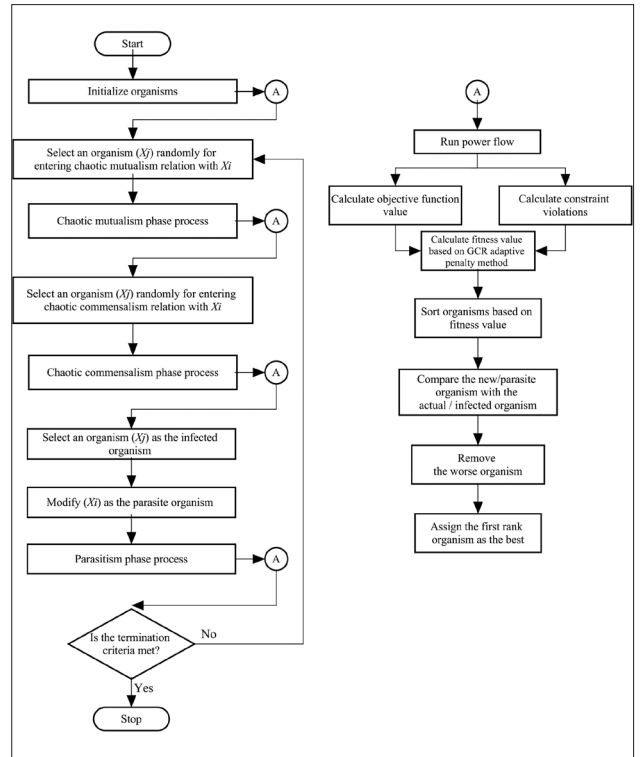 Start
Initialize organisms
A
Select an organism (Xj) randomly for
entering chaotic mutualism relation with Xi
Chaotic mutualism phase process
A
Select an organism (Xj) randomly for entering
chaotic commensalism relation with Xi
Chaotic commensalism phase process
A
Select an organism (Xj) as the infected
organism
Modify (Xi) as the parasite organism
Parasitism phase process
A
Is the termination
criteria met?
No
Yes
Stop
A
Run power flow
Calculate objective function
value
Calculate constraint
violations
Calculate fitness value
based on GCR adaptive
penalty method
Sort organisms based on
fitness value
Compare the new/parasite
organism with the
actual / infected organism
Remove
the worse organism
Assign the first rank
organism as the best